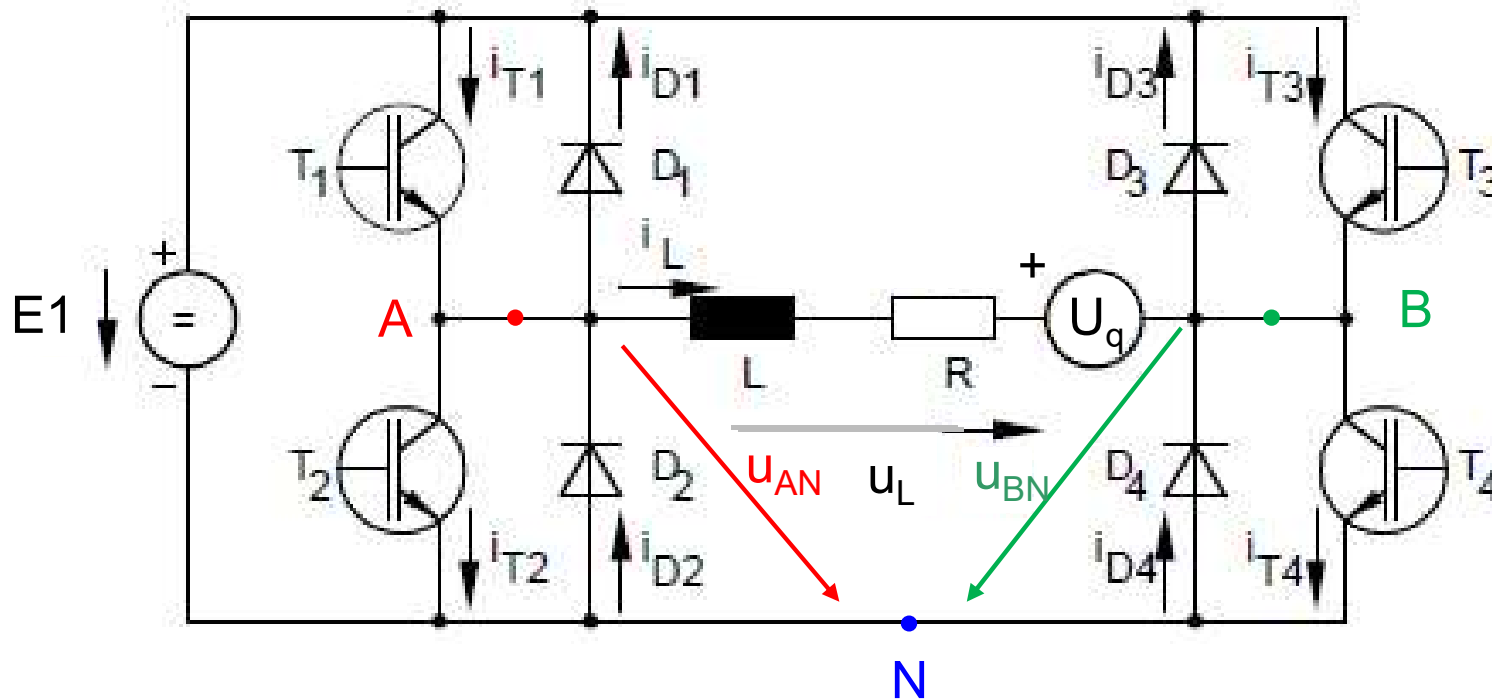 iT1 iD1 iD3 iT3
T1 D1 D3 T3
+ iL +
E1 = A Uq B
− L R
T2 D2 uAN uL uBN D4 T4
iT2 iD2 iD4 iT4
N